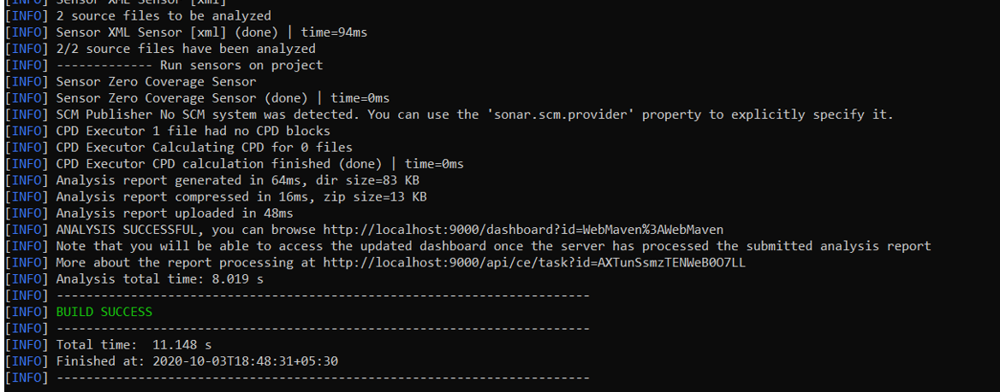 [INFO] Sensor XML Sensor [xml]
[INFO] 2 source files to be analyzed
[INFO] Sensor XML Sensor [xml] (done) | time=94ms
[INFO] 2/2 source files have been analyzed
[INFO] ------------- Run sensors on project
[INFO] Sensor Zero Coverage Sensor
[INFO] Sensor Zero Coverage Sensor (done) | time=0ms
[INFO] SCM Publisher No SCM system was detected. You can use the 'sonar.scm.provider' property to explicitly specify it.
[INFO] CPD Executor 1 file had no CPD blocks
[INFO] CPD Executor Calculating CPD for 0 files
[INFO] CPD Executor CPD calculation finished (done) | time=0ms
[INFO] Analysis report generated in 64ms, dir size=83 KB
[INFO] Analysis report compressed in 16ms, zip size=13 KB
[INFO] Analysis report uploaded in 48ms
[INFO] ANALYSIS SUCCESSFUL, you can browse http://localhost:9000/dashboard?id=WebMaven%3AWebMaven
[INFO] Note that you will be able to access the updated dashboard once the server has processed the submitted analysis report
[INFO] More about the report processing at http://localhost:9000/api/ce/task?id=AXTunSsmzTENWeB0O7LL
[INFO] Analysis total time: 8.019 s
[INFO] ------------------------------------------------------------------------
[INFO] BUILD SUCCESS
[INFO] ------------------------------------------------------------------------
[INFO] Total time:  11.148 s
[INFO] Finished at: 2020-10-03T18:48:31+05:30
[INFO] ------------------------------------------------------------------------